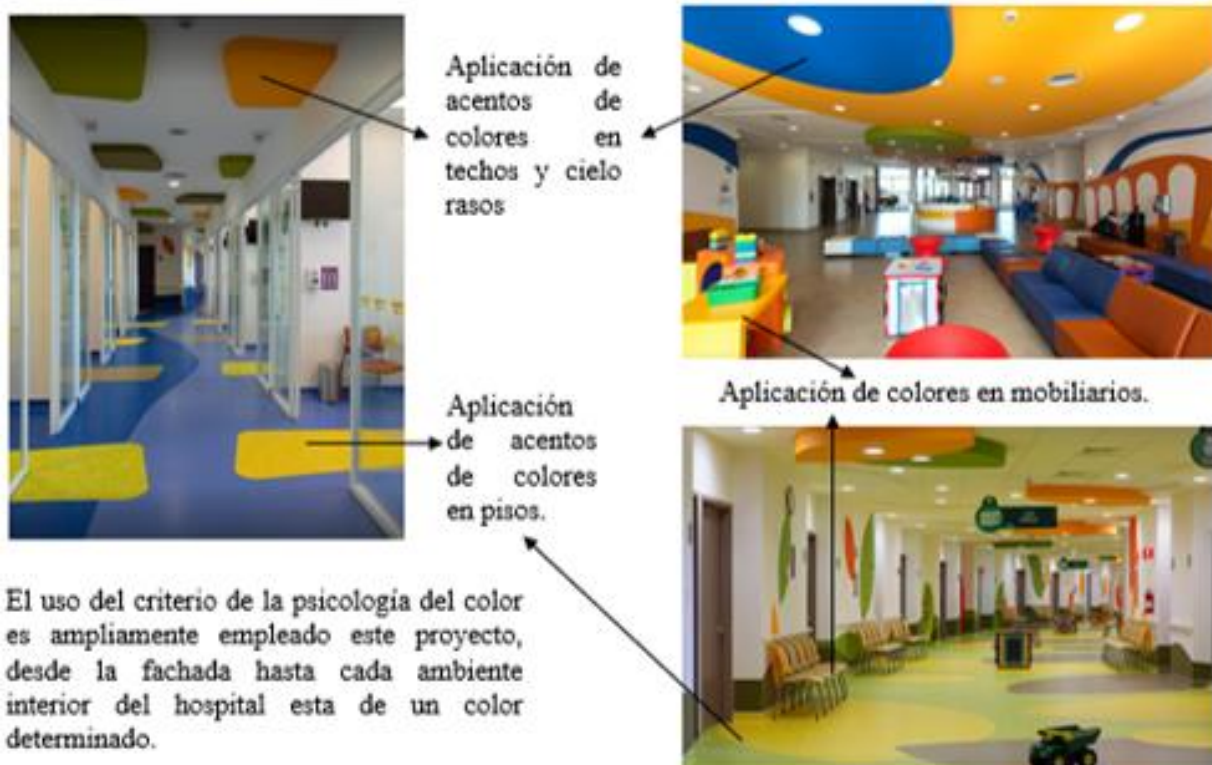 Aplicación de
acentos de
colores en
techos y cielo
rasos
Aplicación de colores en mobiliarios.
Aplicación
de acentos
de colores
en pisos.
El uso del criterio de la psicología del color
es ampliamente empleado este proyecto,
desde la fachada hasta cada ambiente
interior del hospital esta de un color
determinado.